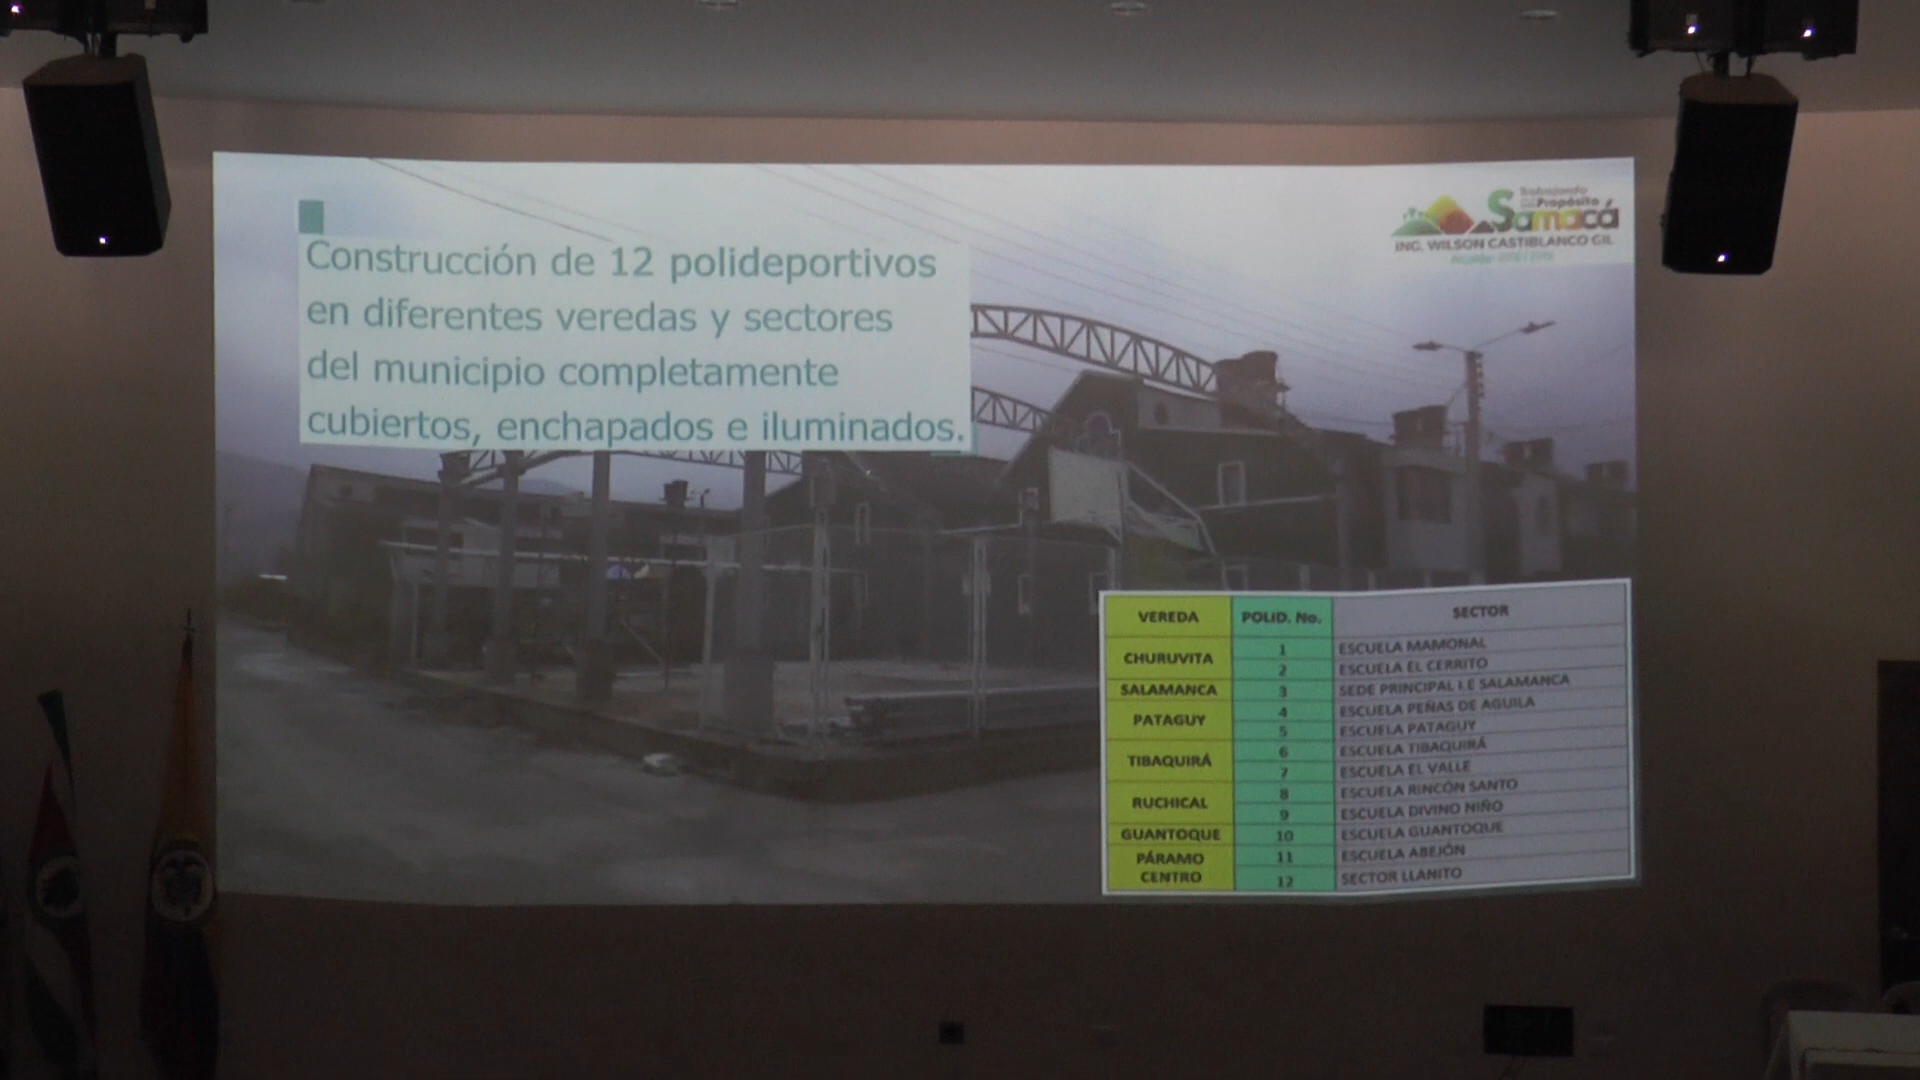 Construcción de 12 polideportivos
en diferentes veredas y sectores
del municipio completamente
cubiertos, enchapados e iluminados.
Trabajando
Propósito
Samacá
ING. WILSON CASTIBLANCO GIL
VEREDA POLID. No. SECTOR
CHURUVITA 1 ESCUELA MAMONAL
2 ESCUELA EL CERRITO
SALAMANCA 3 SEDE PRINCIPAL I.E SALAMANCA
PATAGUY 4 ESCUELA PEÑAS DE AGUILA
5 ESCUELA PATAGUY
TIBAQUIRÁ 6 ESCUELA TIBAQUIRÁ
7 ESCUELA EL VALLE
RUCHICAL 8 ESCUELA RINCÓN SANTO
9 ESCUELA DIVINO NIÑO
GUANTOQUE 10 ESCUELA GUANTOQUE
PÁRAMO 11 ESCUELA ABEJÓN
CENTRO 12 SECTOR LLANITO